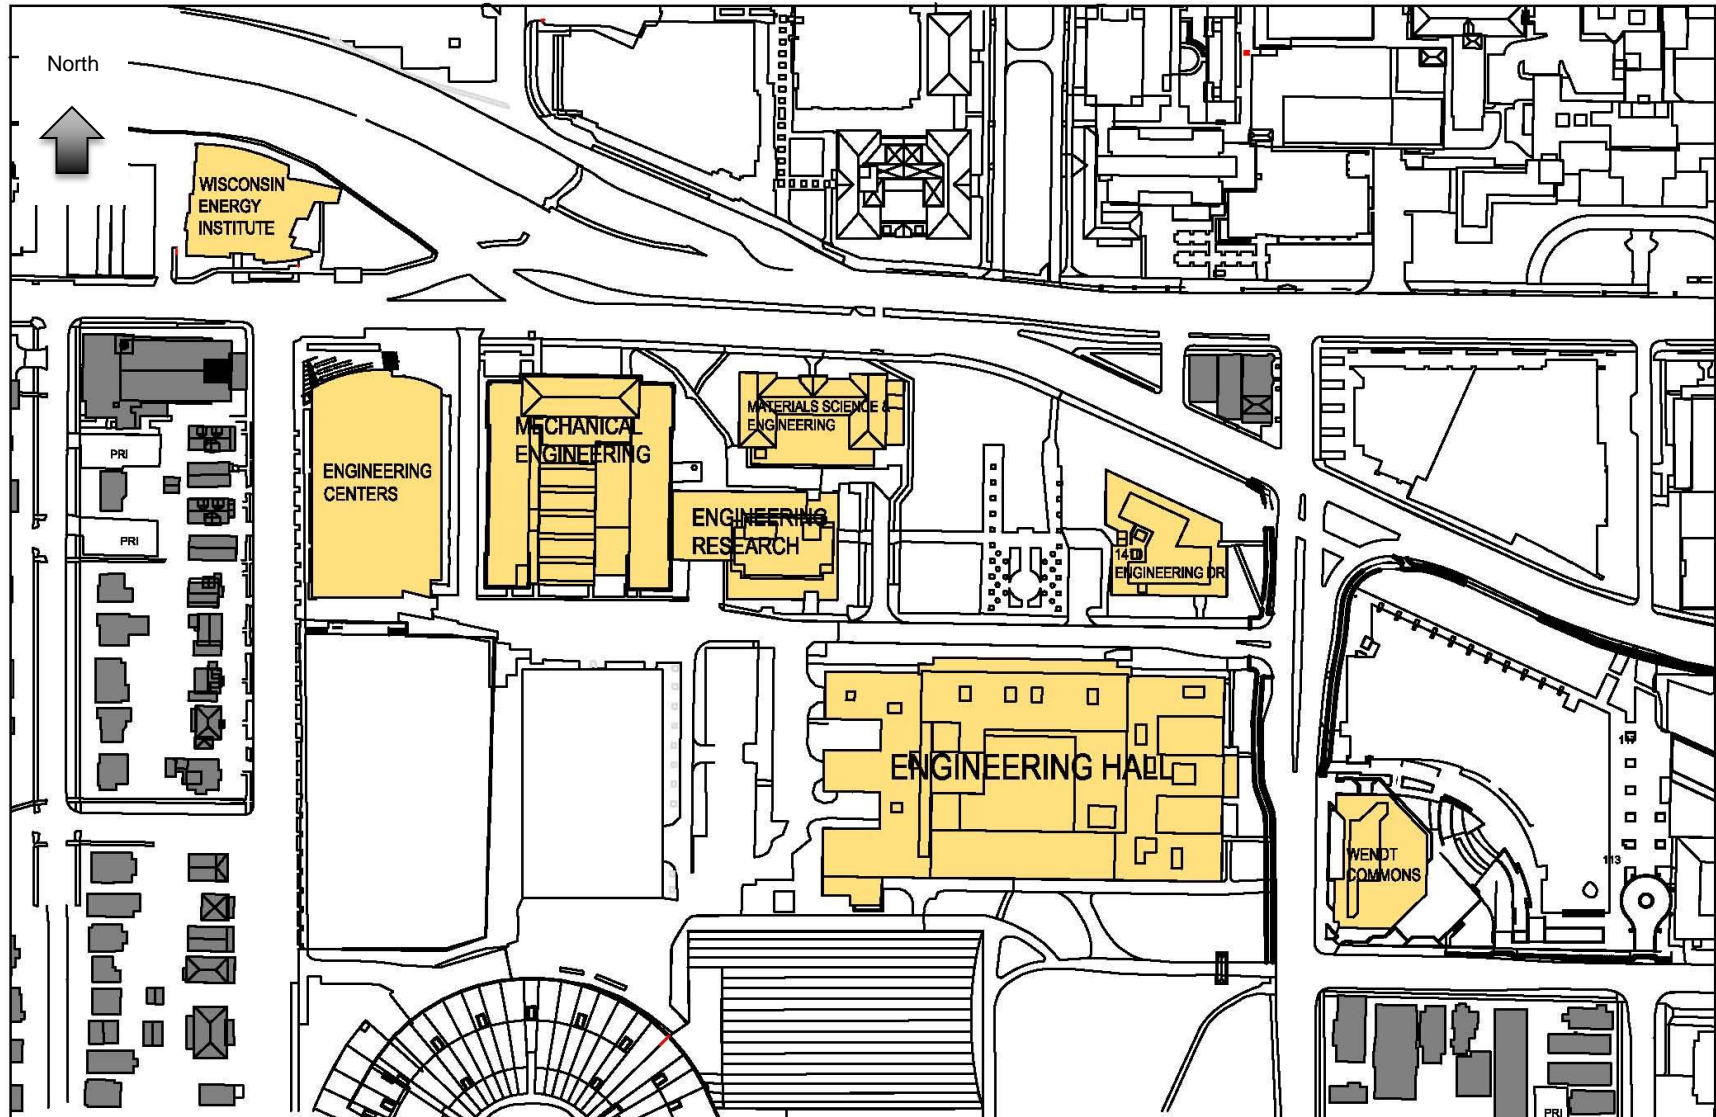 North
WISCONSIN
ENERGY
INSTITUTE
MECHANICAL
ENGINEERING
MATERIALS SCIENCE &
ENGINEERING
PRI
ENGINEERING
CENTERS
ENGINEERING
RESEARCH
PRI
1410
ENGINEERING DR
ENGINEERING HALL
WENDT
COMMONS
113
PRI